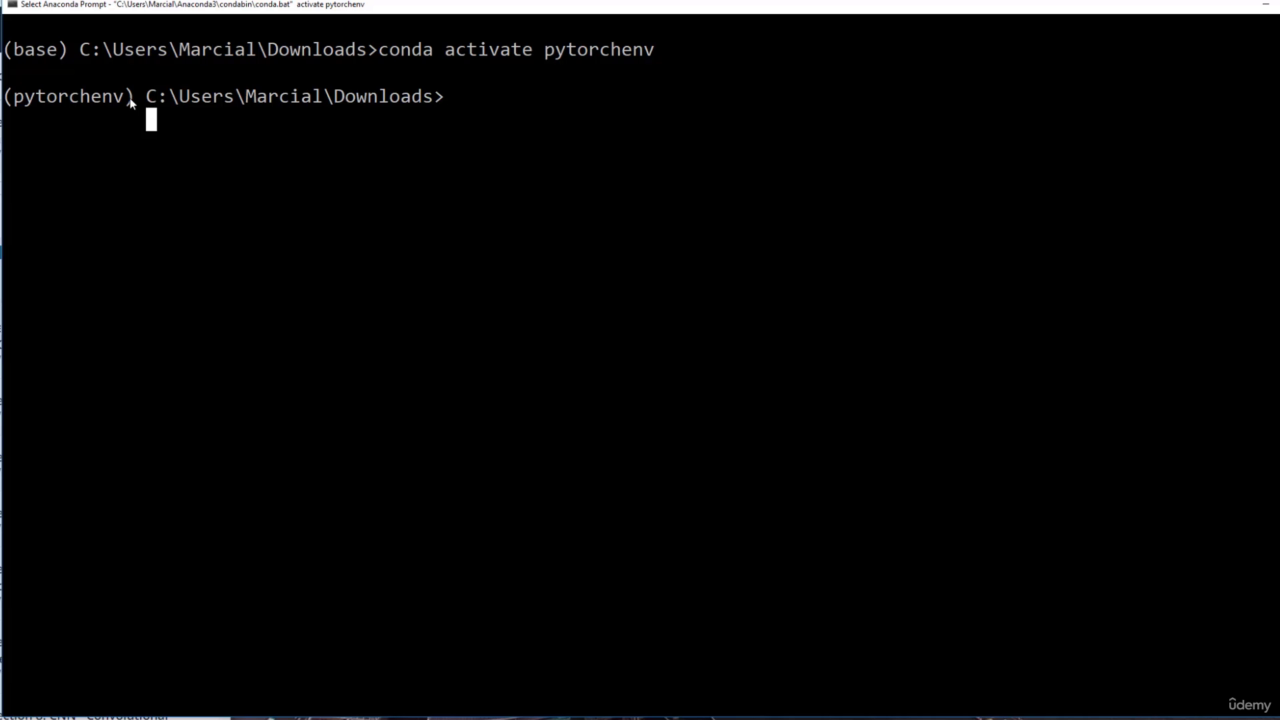 Select Anaconda Prompt - "C:\Users\Marcial\Anaconda3\condabin\conda.bat" activate pytorchenv
(base) C:\Users\Marcial\Downloads>conda activate pytorchenv
(pytorchenv) C:\Users\Marcial\Downloads>
ûdemy